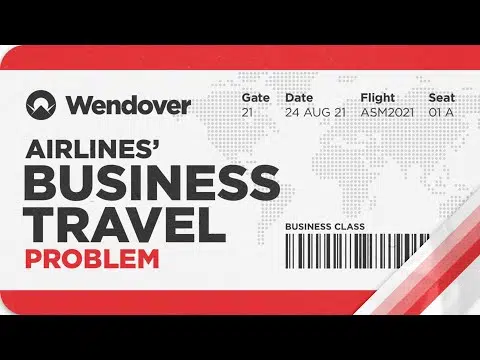 Wendover
Gate Date Flight Seat
21 24 AUG 21 ASM2021 01 A
AIRLINES’
BUSINESS
TRAVEL
PROBLEM
BUSINESS CLASS